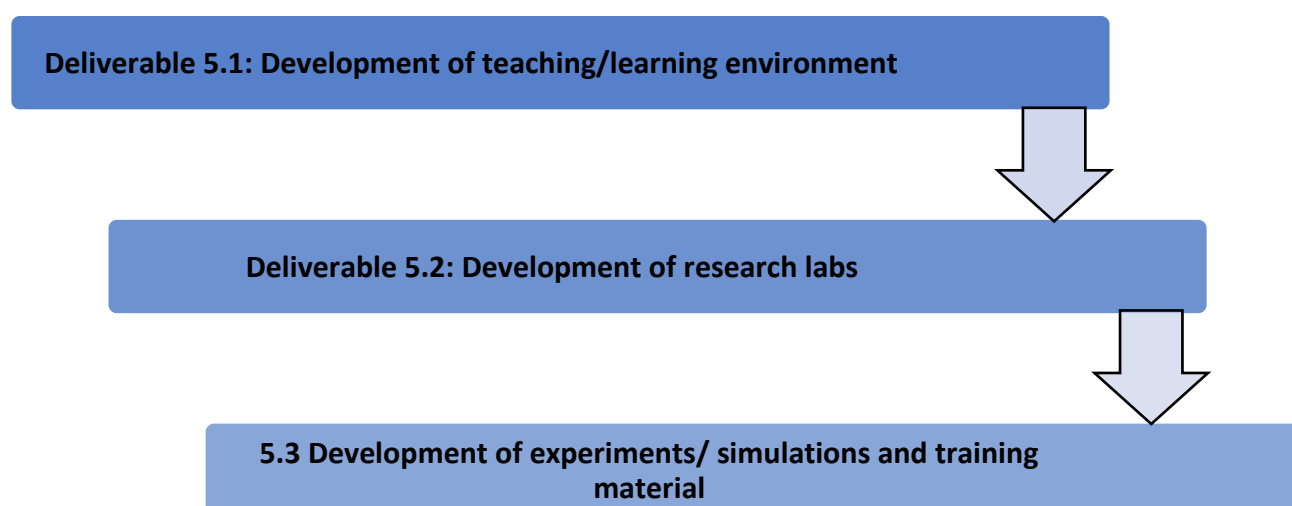 Deliverable 5.1: Development of teaching/learning environment
Deliverable 5.2: Development of research labs
5.3 Development of experiments/ simulations and training
material